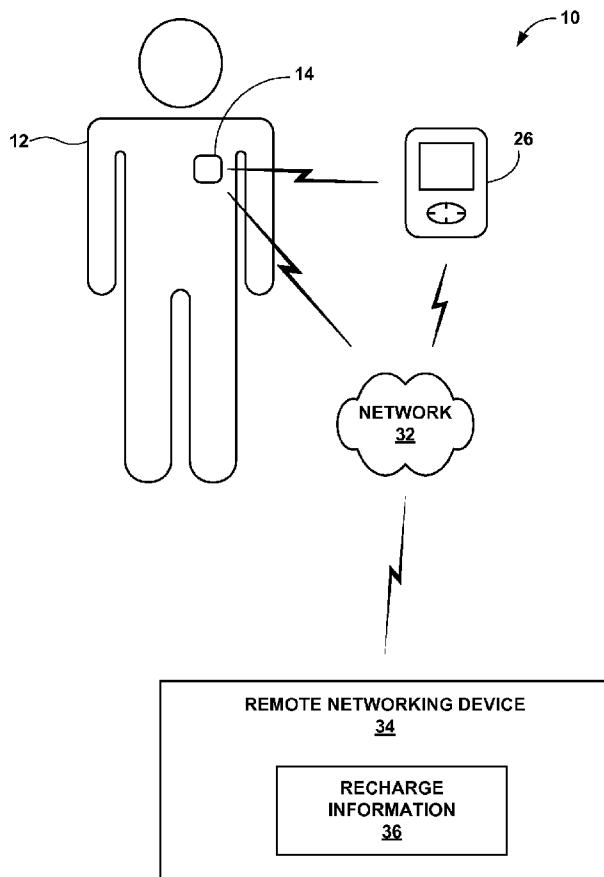 10
14
12
26
NETWORK
32
REMOTE NETWORKING DEVICE
34
RECHARGE
INFORMATION
36